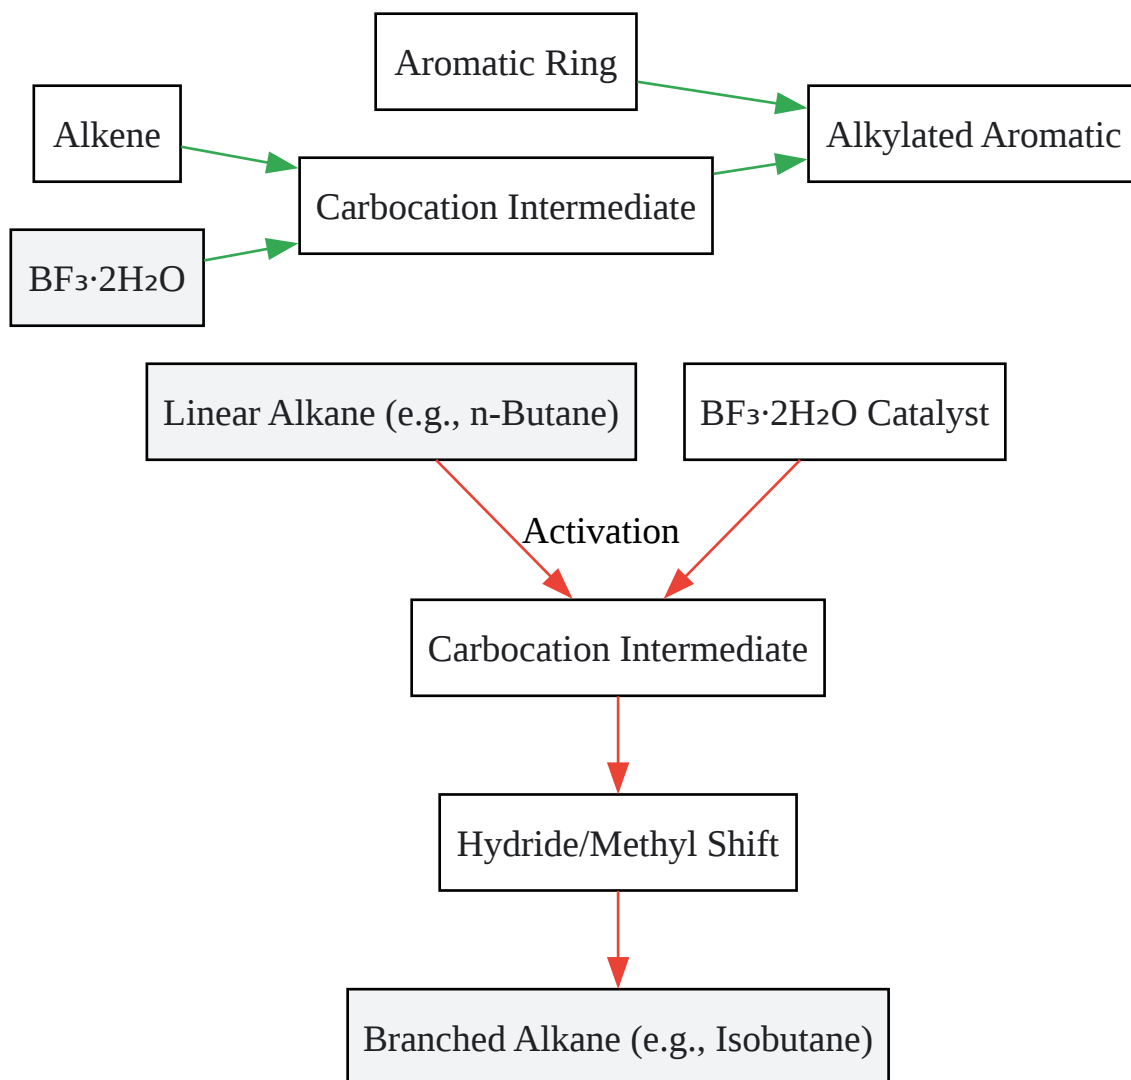 Aromatic Ring
Alkene
Alkylated Aromatic
Carbocation Intermediate
BF₃·2H₂O
Linear Alkane (e.g., n-Butane)
BF₃·2H₂O Catalyst
Activation
Carbocation Intermediate
Hydride/Methyl Shift
Branched Alkane (e.g., Isobutane)